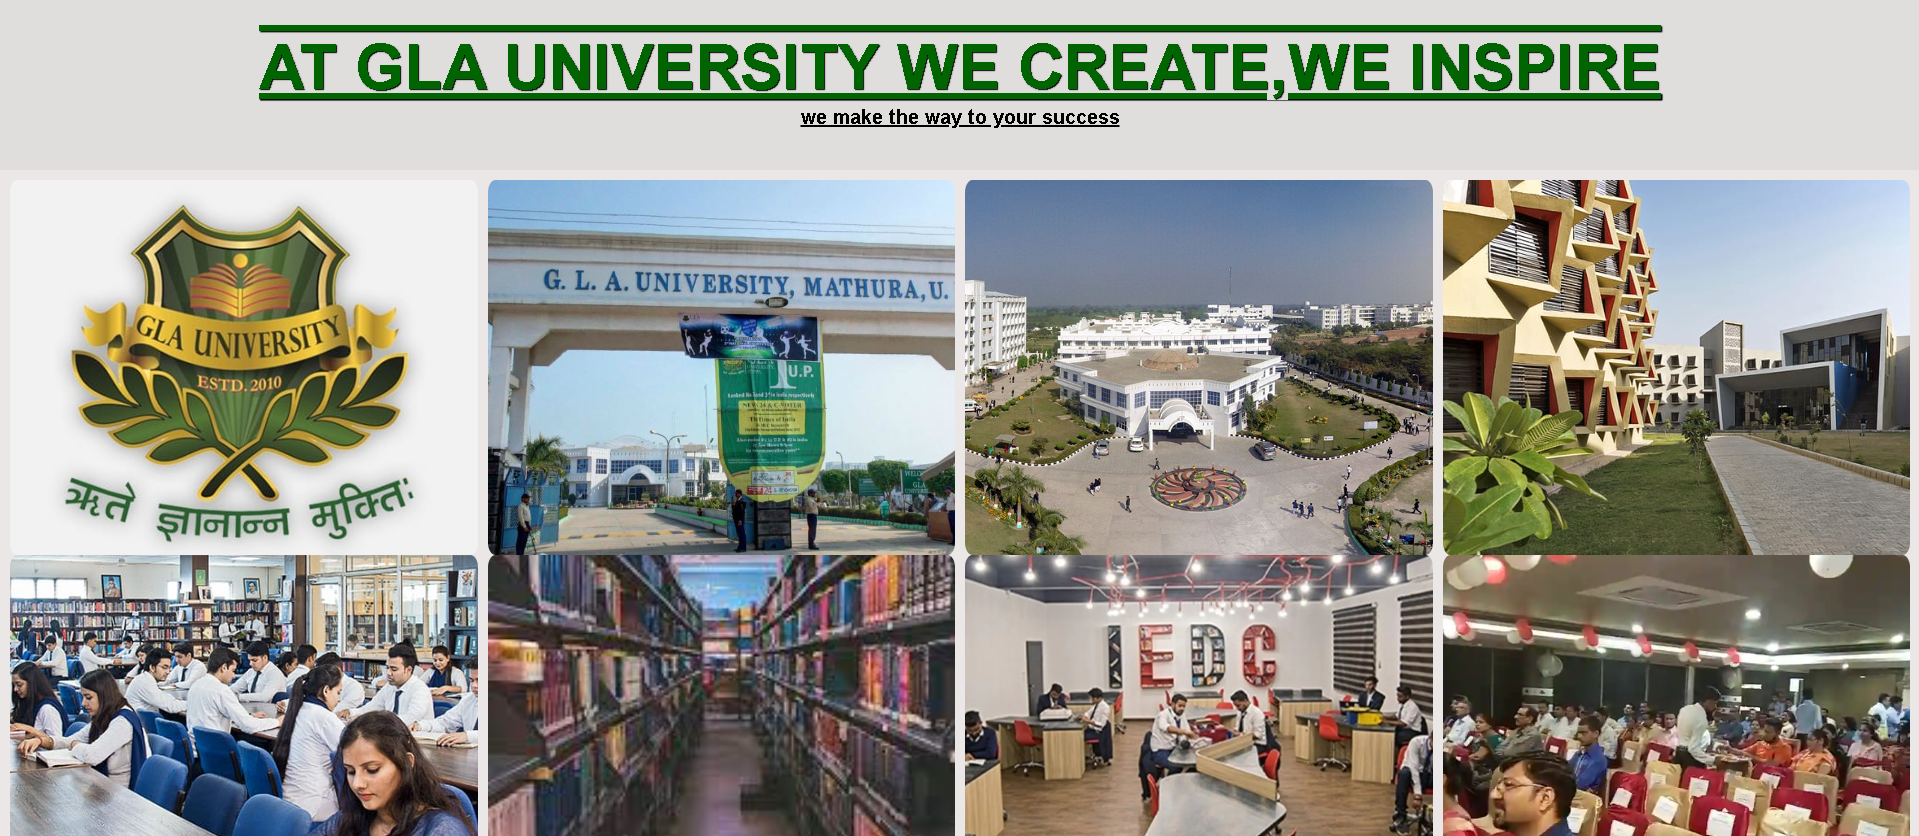 AT GLA UNIVERSITY WE CREATE,WE INSPIRE
we make the way to your success
GLA UNIVERSITY
ESTD. 2010
ऋते ज्ञानान्न मुक्तिः
G. L. A. UNIVERSITY, MATHURA, U.
1
U.P.
IEDC